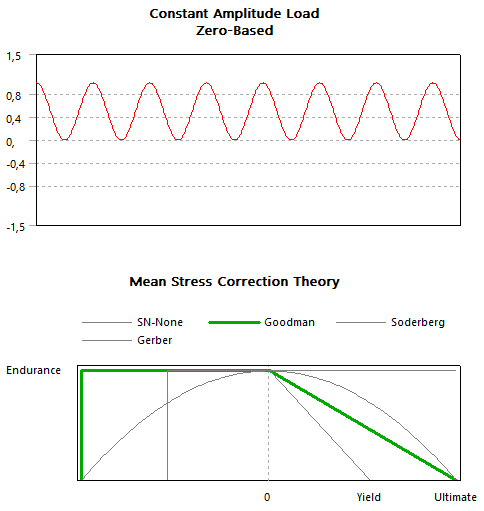 Constant Amplitude Load
Zero-Based
1,5
0,8
0,4
0,
-0,4
-0,8
-1,5
Mean Stress Correction Theory
SN-None Goodman Soderberg
Gerber
Endurance
0 Yield Ultimate